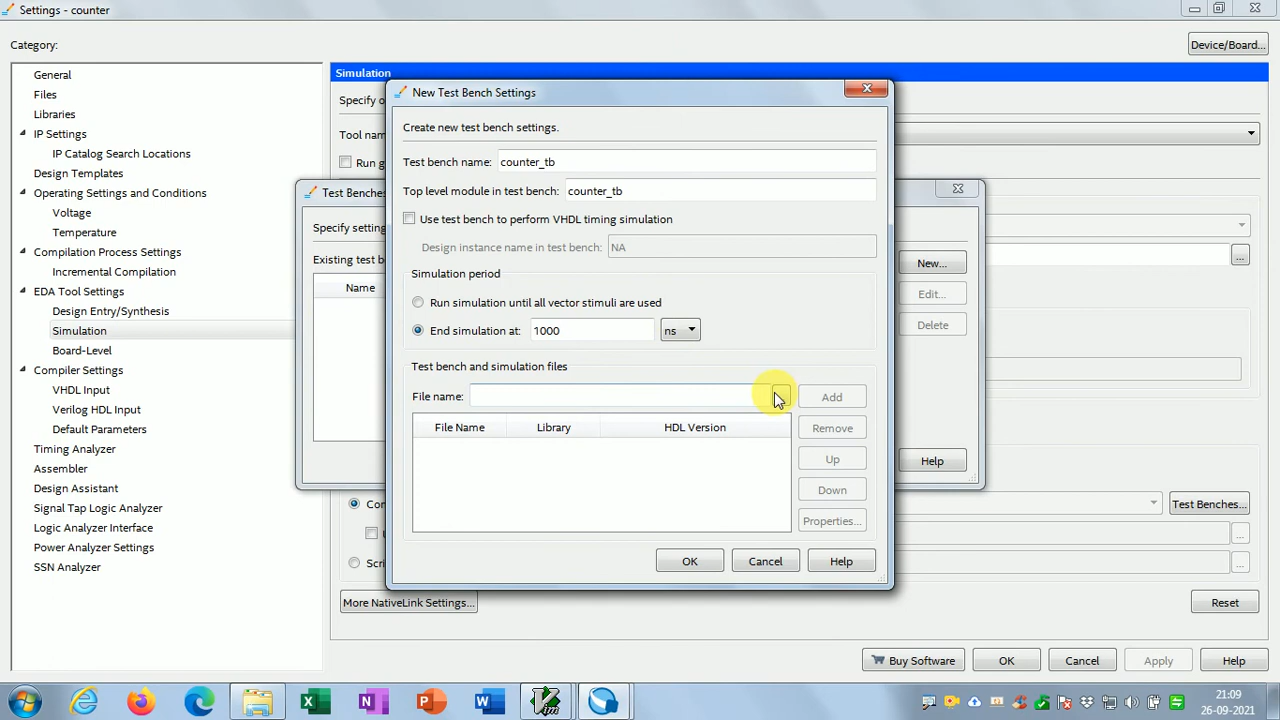 Settings - counter
Category:
Device/Board...
General
Files
Libraries
IP Settings
IP Catalog Search Locations
Design Templates
Operating Settings and Conditions
Voltage
Temperature
Compilation Process Settings
Incremental Compilation
EDA Tool Settings
Design Entry/Synthesis
Simulation
Board-Level
Compiler Settings
VHDL Input
Verilog HDL Input
Default Parameters
Timing Analyzer
Assembler
Design Assistant
Signal Tap Logic Analyzer
Logic Analyzer Interface
Power Analyzer Settings
SSN Analyzer
Simulation
Specify o
Tool nam
Run g
Test Benches
Specify setting
Existing test b
Name
New...
Edit...
Delete
Help
New Test Bench Settings
Create new test bench settings.
Test bench name: counter_tb
Top level module in test bench: counter_tb
Use test bench to perform VHDL timing simulation
Design instance name in test bench: NA
Simulation period
Run simulation until all vector stimuli are used
End simulation at: 1000 ns
Test bench and simulation files
File name:
Add
File Name Library HDL Version
Remove
Up
Down
Properties...
OK Cancel Help
...
Con
Test Benches...
U
...
Scri
...
More NativeLink Settings...
Reset
Buy Software OK Cancel Apply Help
21:09
26-09-2021